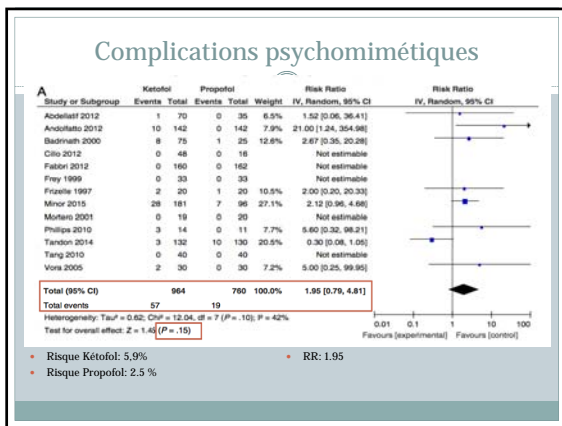 Complications psychomimétiques
A
Ketofol Propofol Risk Ratio Risk Ratio
Study or Subgroup Events Total Events Total Weight IV, Random, 95% CI IV, Random, 95% CI
Abdellatif 2012 1 70 0 35 6.5% 1.52 [0.06, 36.41]
Andolfatto 2012 10 142 0 142 7.9% 21.00 [1.24, 354.98]
Badrinath 2000 8 75 1 25 12.6% 2.67 [0.35, 20.28]
Cillo 2012 0 48 0 16 Not estimable
Fabbri 2012 0 160 0 162 Not estimable
Frey 1999 0 33 0 33 Not estimable
Frizelle 1997 2 20 1 20 10.5% 2.00 [0.20, 20.33]
Minor 2015 28 181 7 96 27.1% 2.12 [0.96, 4.68]
Mortero 2001 0 19 0 20 Not estimable
Phillips 2010 3 14 0 11 7.7% 5.60 [0.32, 98.21]
Tandon 2014 3 132 10 130 20.5% 0.30 [0.08, 1.05]
Tang 2010 0 40 0 40 Not estimable
Vora 2005 2 30 0 30 7.2% 5.00 [0.25, 99.95]
Total (95% CI) 964 760 100.0% 1.95 [0.79, 4.81]
Total events 57 19
Heterogeneity: Tau² = 0.62; Chi² = 12.04, df = 7 (P = .10); I² = 42%
Test for overall effect: Z = 1.45 (P = .15)
0.01 0.1 1 10 100
Favours [experimental] Favours [control]
• Risque Kétofol: 5,9%
• Risque Propofol: 2.5 %
• RR: 1.95